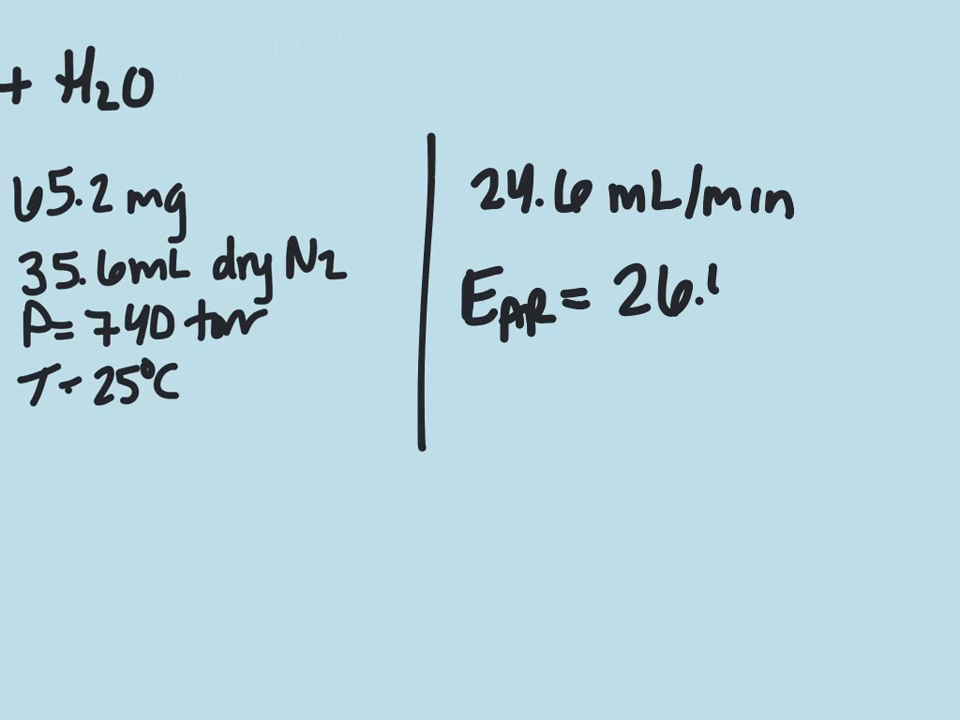 + H2O
65.2 mg
35.6mL dry N2
P= 740 torr
T= 25°C
24.6 mL/min
EAR = 26.